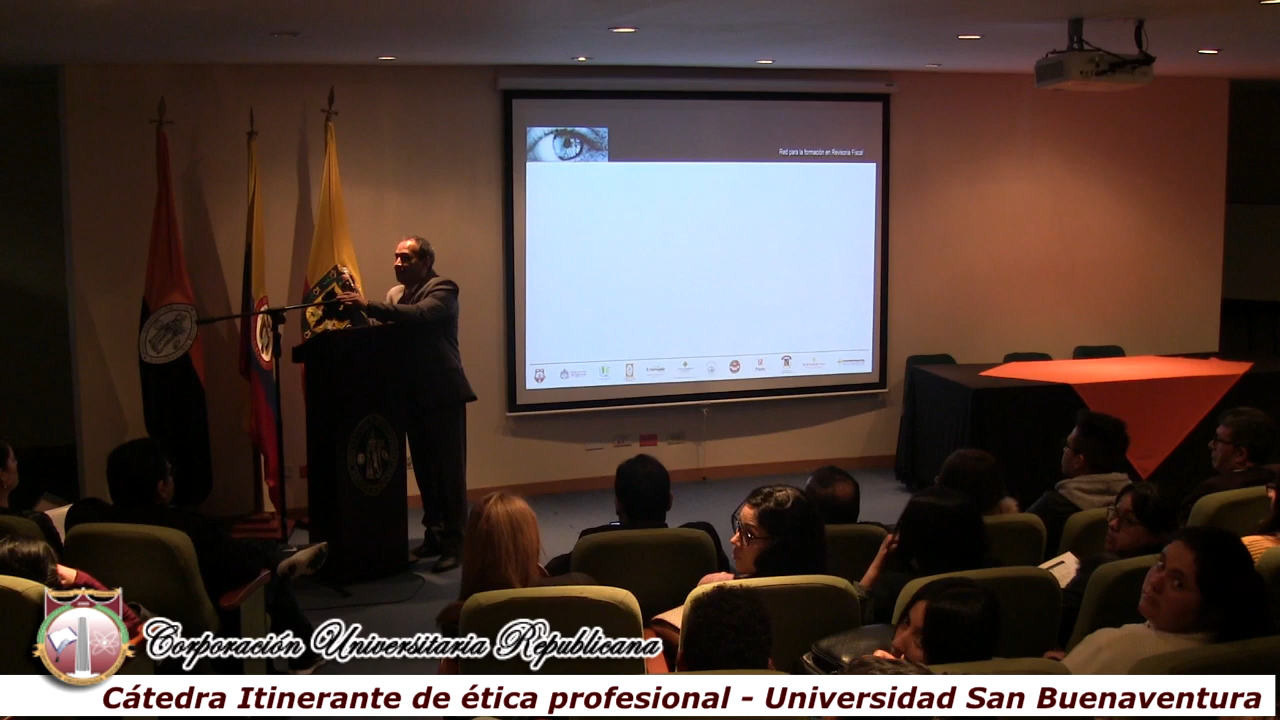 Red para la formación en Revisoría Fiscal
Corporación Universitaria Republicana
Cátedra Itinerante de ética profesional - Universidad San Buenaventura